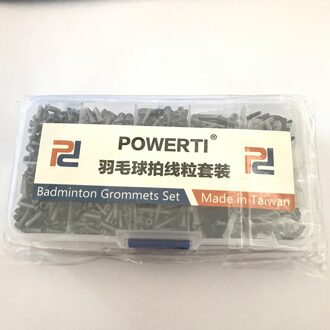 POWERTI®
羽毛球拍线粒套装
Badminton Grommets Set
Made in Taiwan